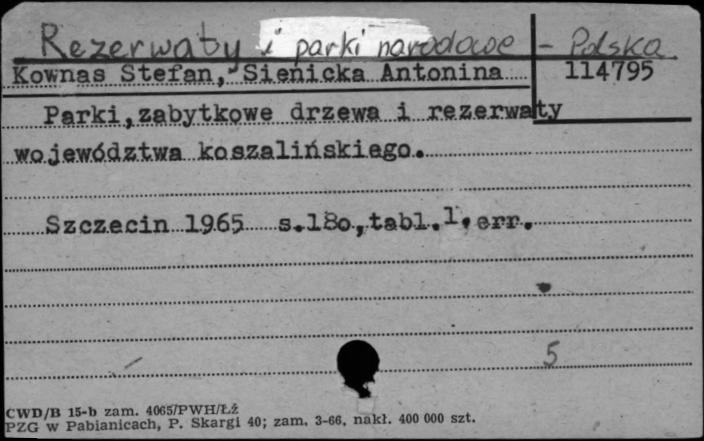 Rezerwaty i parki narodowe - Polska
Kownas Stefan, Sienicka Antonina 114795
Parki,zabytkowe drzewa i rezerwaty
województwa koszalińskiego.
Szczecin 1965 s.180,tabl.1.err.
5
CWD/B 15-b zam. 4065/PWH/Łż
PZG w Pabianicach, P. Skargi 40; zam. 3-66. nakł. 400 000 szt.